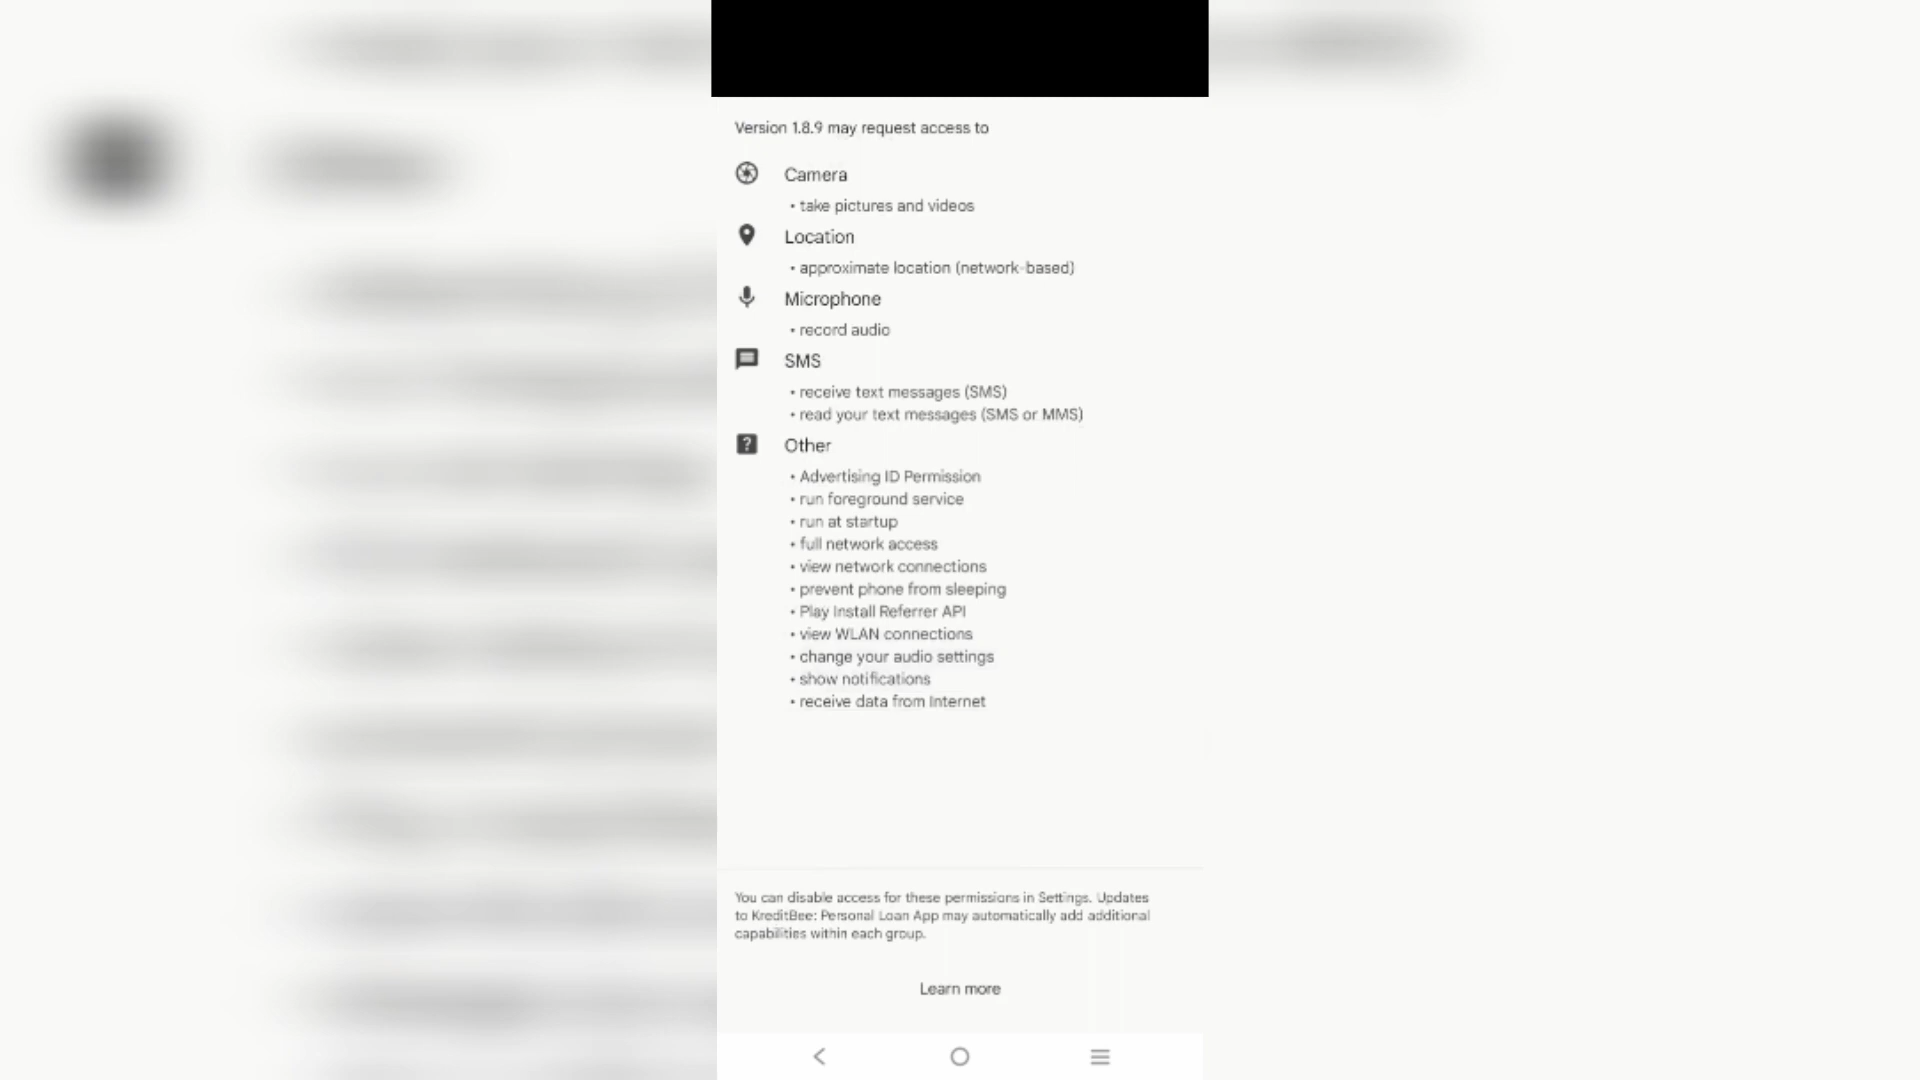 Version 1.8.9 may request access to
Camera
• take pictures and videos
Location
• approximate location (network-based)
Microphone
• record audio
SMS
• receive text messages (SMS)
• read your text messages (SMS or MMS)
Other
• Advertising ID Permission
• run foreground service
• run at startup
• full network access
• view network connections
• prevent phone from sleeping
• Play Install Referrer API
• view WLAN connections
• change your audio settings
• show notifications
• receive data from Internet
You can disable access for these permissions in Settings. Updates
to KreditBee: Personal Loan App may automatically add additional
capabilities within each group.
Learn more